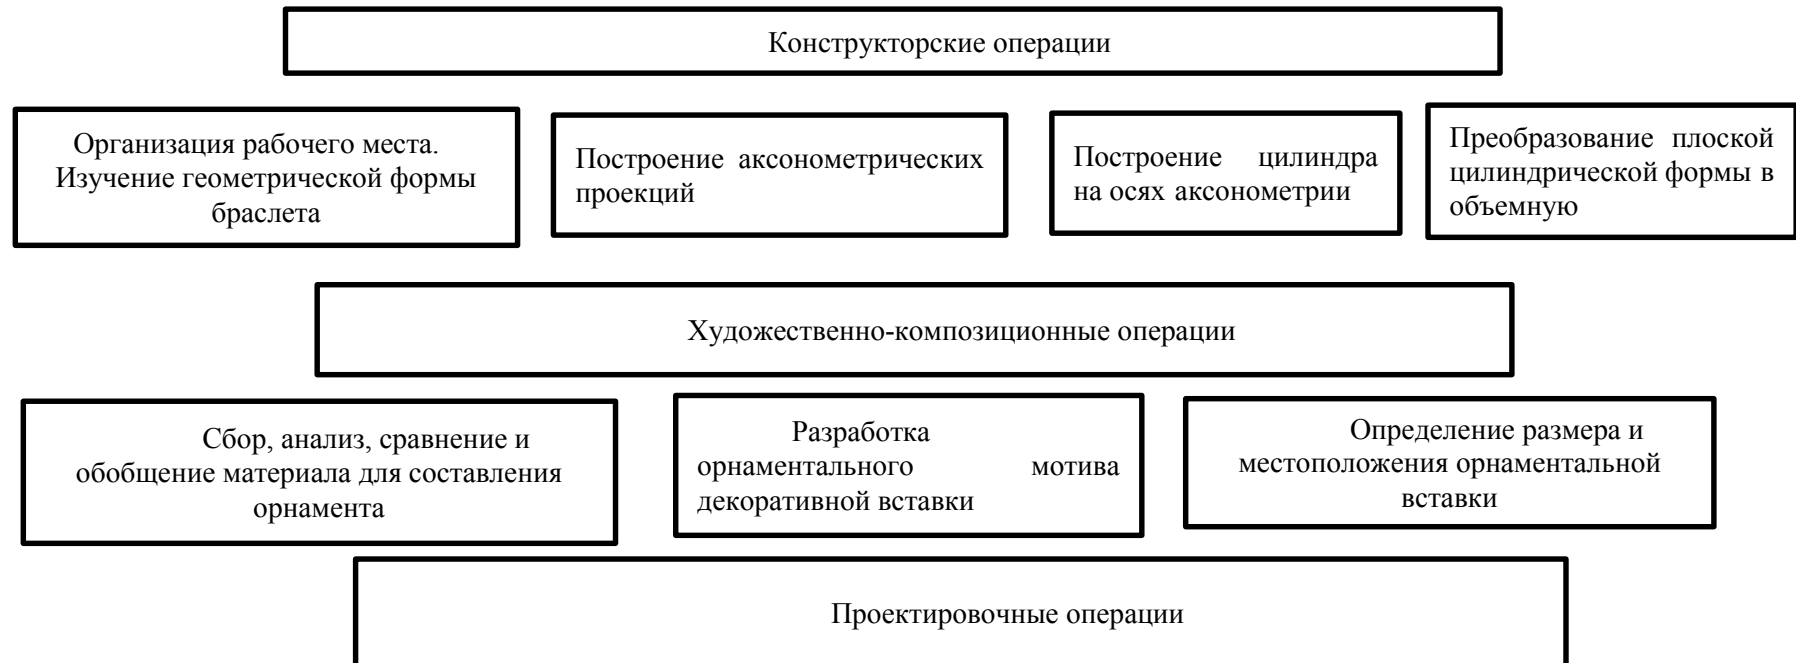 Конструкторские операции
Организация рабочего места.
Изучение геометрической формы
браслета
Построение аксонометрических
проекций
Построение цилиндра
на осях аксонометрии
Преобразование плоской
цилиндрической формы в
объемную
Художественно-композиционные операции
Сбор, анализ, сравнение и
обобщение материала для составления
орнамента
Разработка
орнаментального мотива
декоративной вставки
Определение размера и
местоположения орнаментальной
вставки
Проектировочные операции